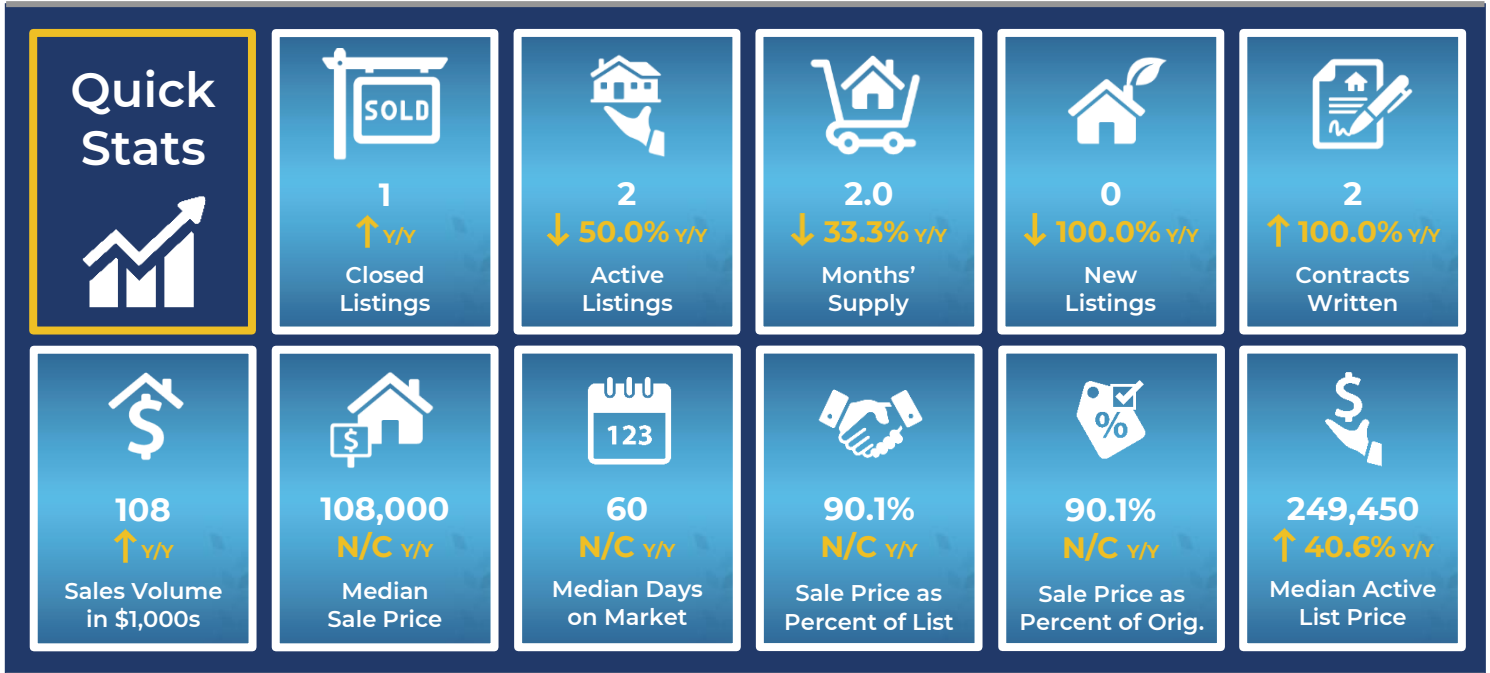 Quick
Stats
SOLD
1
↑ Y/Y
Closed
Listings
2
↓ 50.0% Y/Y
Active
Listings
2.0
↓ 33.3% Y/Y
Months’
Supply
0
↓ 100.0% Y/Y
New
Listings
2
↑ 100.0% Y/Y
Contracts
Written
$
108
↑ Y/Y
Sales Volume
in $1,000s
$
108,000
N/C Y/Y
Median
Sale Price
123
60
N/C Y/Y
Median Days
on Market
90.1%
N/C Y/Y
Sale Price as
Percent of List
%
90.1%
N/C Y/Y
Sale Price as
Percent of Orig.
$
249,450
↑ 40.6% Y/Y
Median Active
List Price